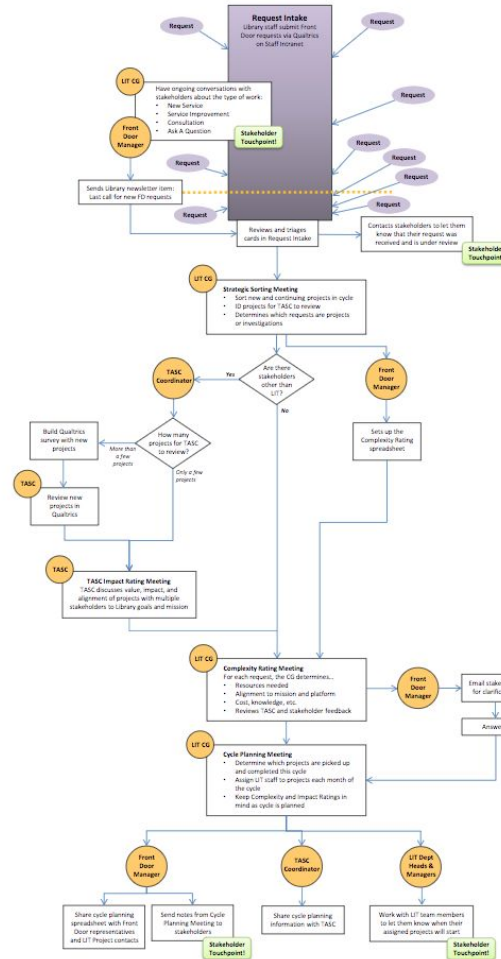 Request Intake
Library staff submit Front
Door requests via Qualtrics
on Staff Intranet
Request
Request
Request
Request
Request
Request
Request
Request
Request
LIT CG
Front
Door
Manager
Have ongoing conversations with
stakeholders about the type of work:
• New Service
• Service Improvement
• Consultation
• Ask A Question
Stakeholder
Touchpoint!
Sends Library newsletter item:
Last call for new FD requests
Reviews and triages
cards in Request Intake
Contacts stakeholders to let them
know that their request was
received and is under review
Stakeholder
Touchpoint!
LIT CG
Strategic Sorting Meeting
• Sort new and continuing projects in cycle
• ID projects for TASC to review
• Determines which requests are projects
or investigations
Are there
stakeholders
other than
LIT?
Yes
No
TASC
Coordinator
Front
Door
Manager
How many
projects for TASC
to review?
More than
a few
projects
Only a few
projects
Build Qualtrics
survey with new
projects
Sets up the
Complexity Rating
spreadsheet
TASC
Review new
projects in
Qualtrics
TASC
TASC Impact Rating Meeting
TASC discusses value, impact, and
alignment of projects with multiple
stakeholders to Library goals and mission
LIT CG
Complexity Rating Meeting
For each request, the CG determines...
• Resources needed
• Alignment to mission and platform
• Cost, knowledge, etc.
• Reviews TASC and stakeholder feedback
Front
Door
Manager
Email stake
for clarific
Answe
LIT CG
Cycle Planning Meeting
• Determine which projects are picked up
and completed this cycle
• Assign LIT staff to projects each month of
the cycle
• Keep Complexity and Impact Ratings in
mind as cycle is planned
Front
Door
Manager
TASC
Coordinator
LIT Dept
Heads &
Managers
Share cycle planning
spreadsheet with Front
Door representatives
and LIT Project contacts
Send notes from Cycle
Planning Meeting to
stakeholders
Stakeholder
Touchpoint!
Share cycle planning
information with TASC
Work with LIT team members
to let them know when their
assigned projects will start
Stakeholder
Touchpoint!